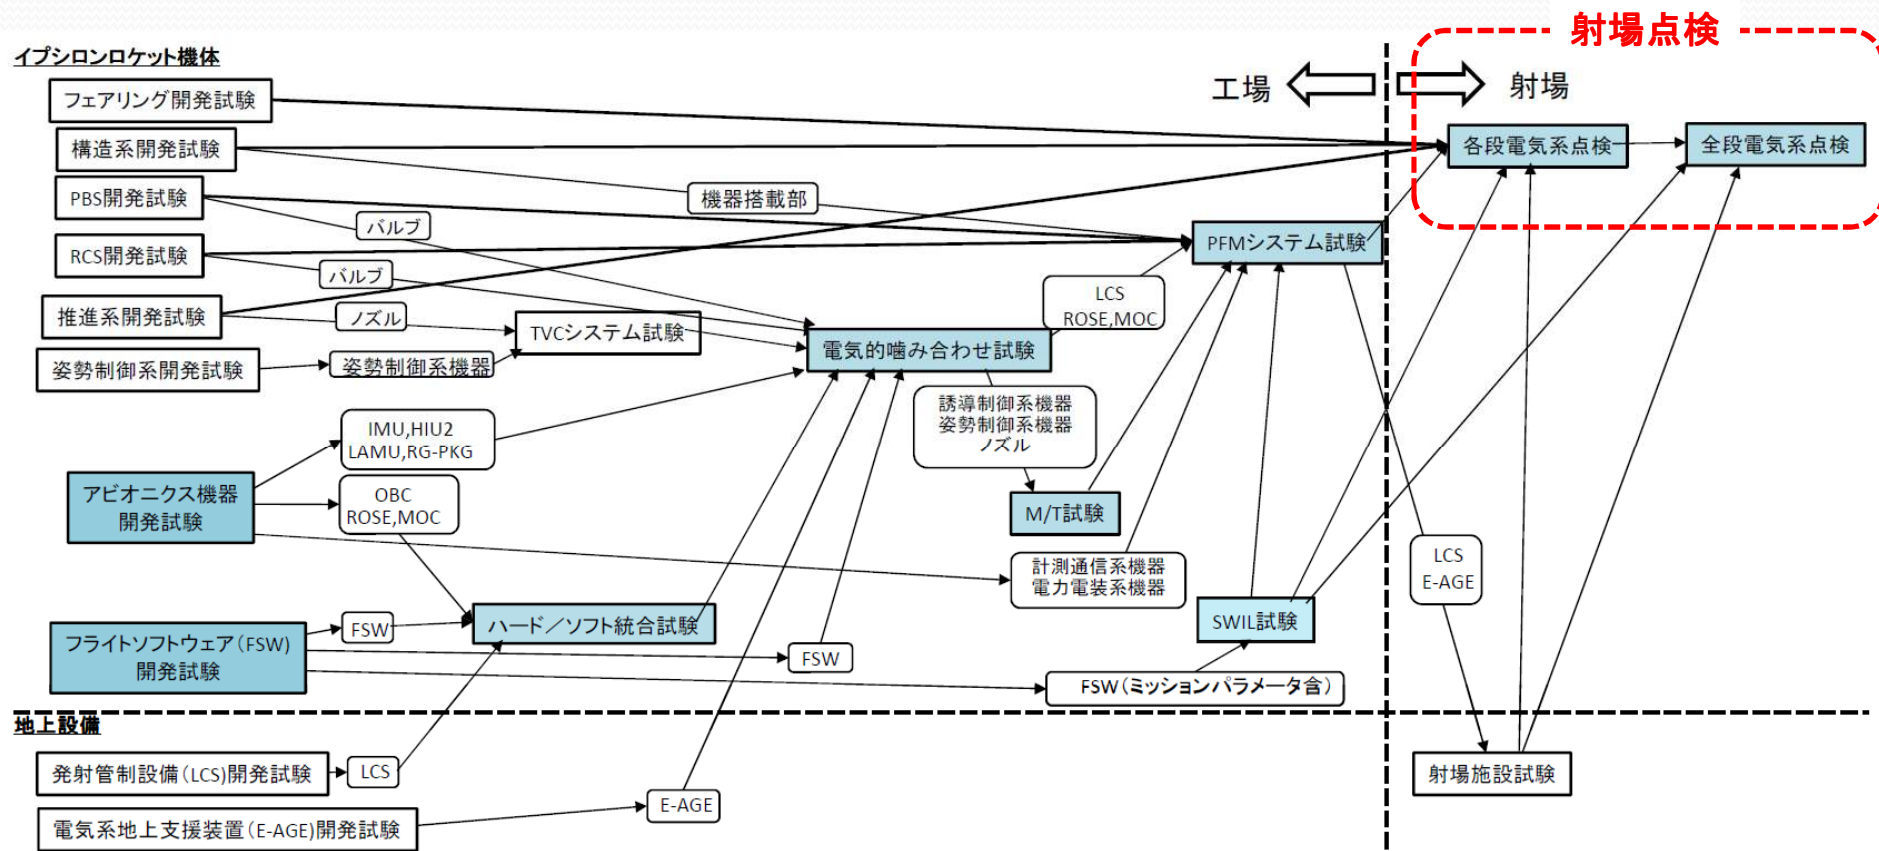 射場点検
イプシロンロケット機体
工場
射場
フェアリング開発試験
構造系開発試験
各段電気系点検
全段電気系点検
PBS開発試験
機器搭載部
バルブ
PFMシステム試験
RCS開発試験
バルブ
LCS
ROSE,MOC
推進系開発試験
ノズル
TVCシステム試験
電気的噛み合わせ試験
姿勢制御系開発試験
姿勢制御系機器
誘導制御系機器
姿勢制御系機器
ノズル
IMU,HIU2
LAMU,RG-PKG
アビオニクス機器
開発試験
OBC
ROSE,MOC
M/T試験
計測通信系機器
電力電装系機器
LCS
E-AGE
フライトソフトウェア(FSW)
開発試験
FSW
ハード／ソフト統合試験
FSW
SWIL試験
FSW(ミッションパラメータ含)
地上設備
発射管制設備(LCS)開発試験
LCS
射場施設試験
電気系地上支援装置(E-AGE)開発試験
E-AGE